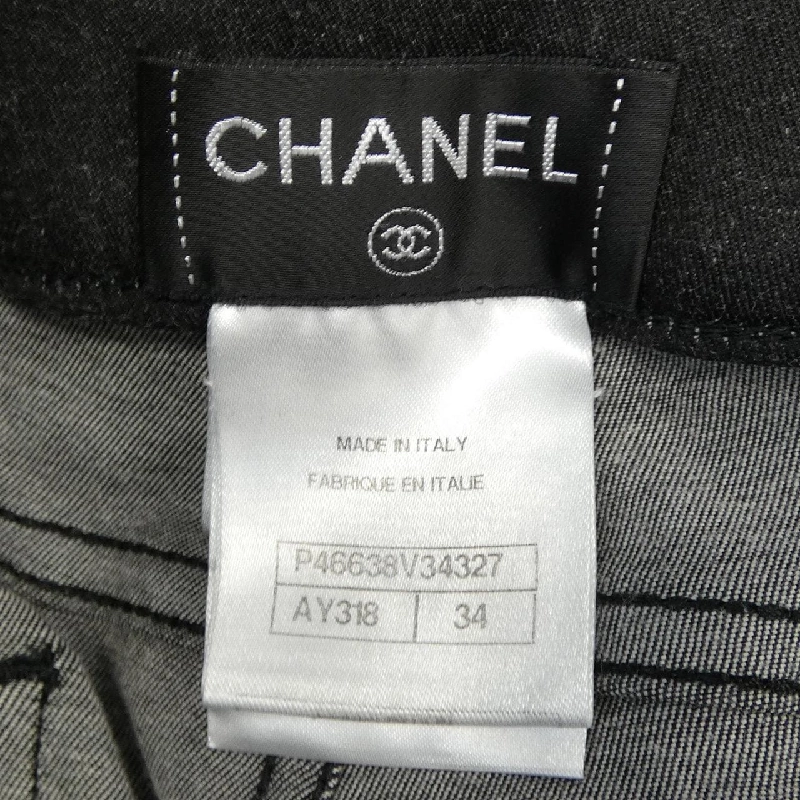 CHANEL
MADE IN ITALY
FABRIQUE EN ITALIE
P46638V34327
AY318 34